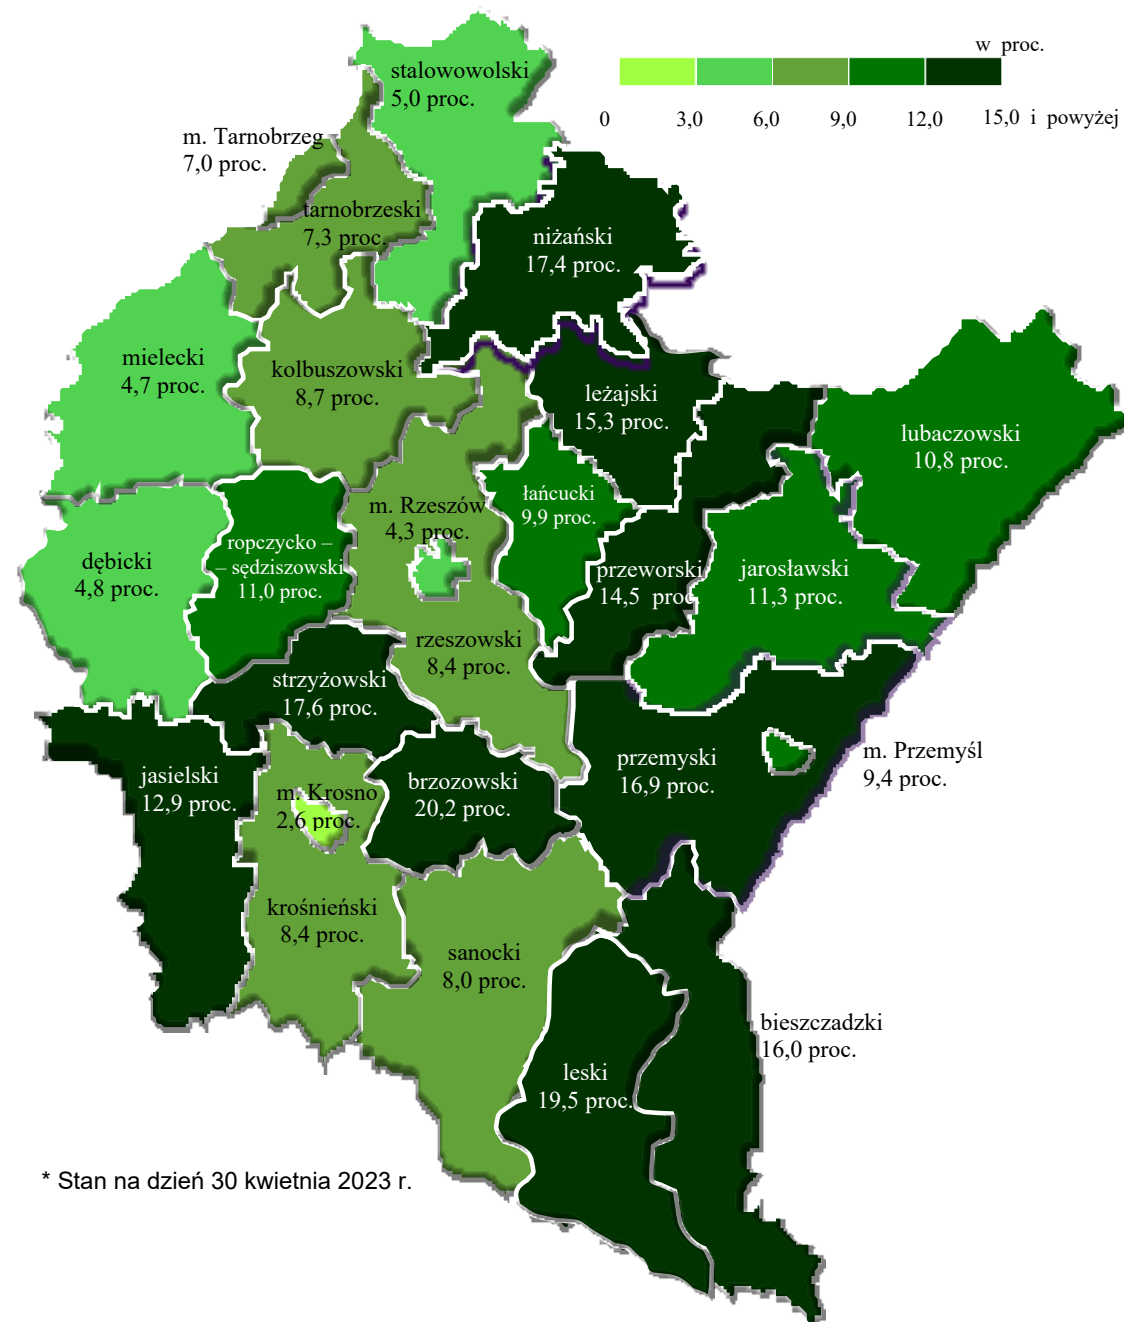 w proc.
0 3,0 6,0 9,0 12,0 15,0 i powyżej
stalowowolski
5,0 proc.
m. Tarnobrzeg
7,0 proc.
tarnobrzeski
7,3 proc.
niżański
17,4 proc.
mielecki
4,7 proc.
kolbuszowski
8,7 proc.
leżajski
15,3 proc.
lubaczowski
10,8 proc.
łańcucki
9,9 proc.
m. Rzeszów
4,3 proc.
dębicki
4,8 proc.
ropczycko –
– sędziszowski
11,0 proc.
przeworski
14,5 proc.
jarosławski
11,3 proc.
rzeszowski
8,4 proc.
strzyżowski
17,6 proc.
jasielski
12,9 proc.
m. Krosno
2,6 proc.
brzozowski
20,2 proc.
przemyski
16,9 proc.
m. Przemyśl
9,4 proc.
krośnieński
8,4 proc.
sanocki
8,0 proc.
bieszczadzki
16,0 proc.
leski
19,5 proc.
* Stan na dzień 30 kwietnia 2023 r.